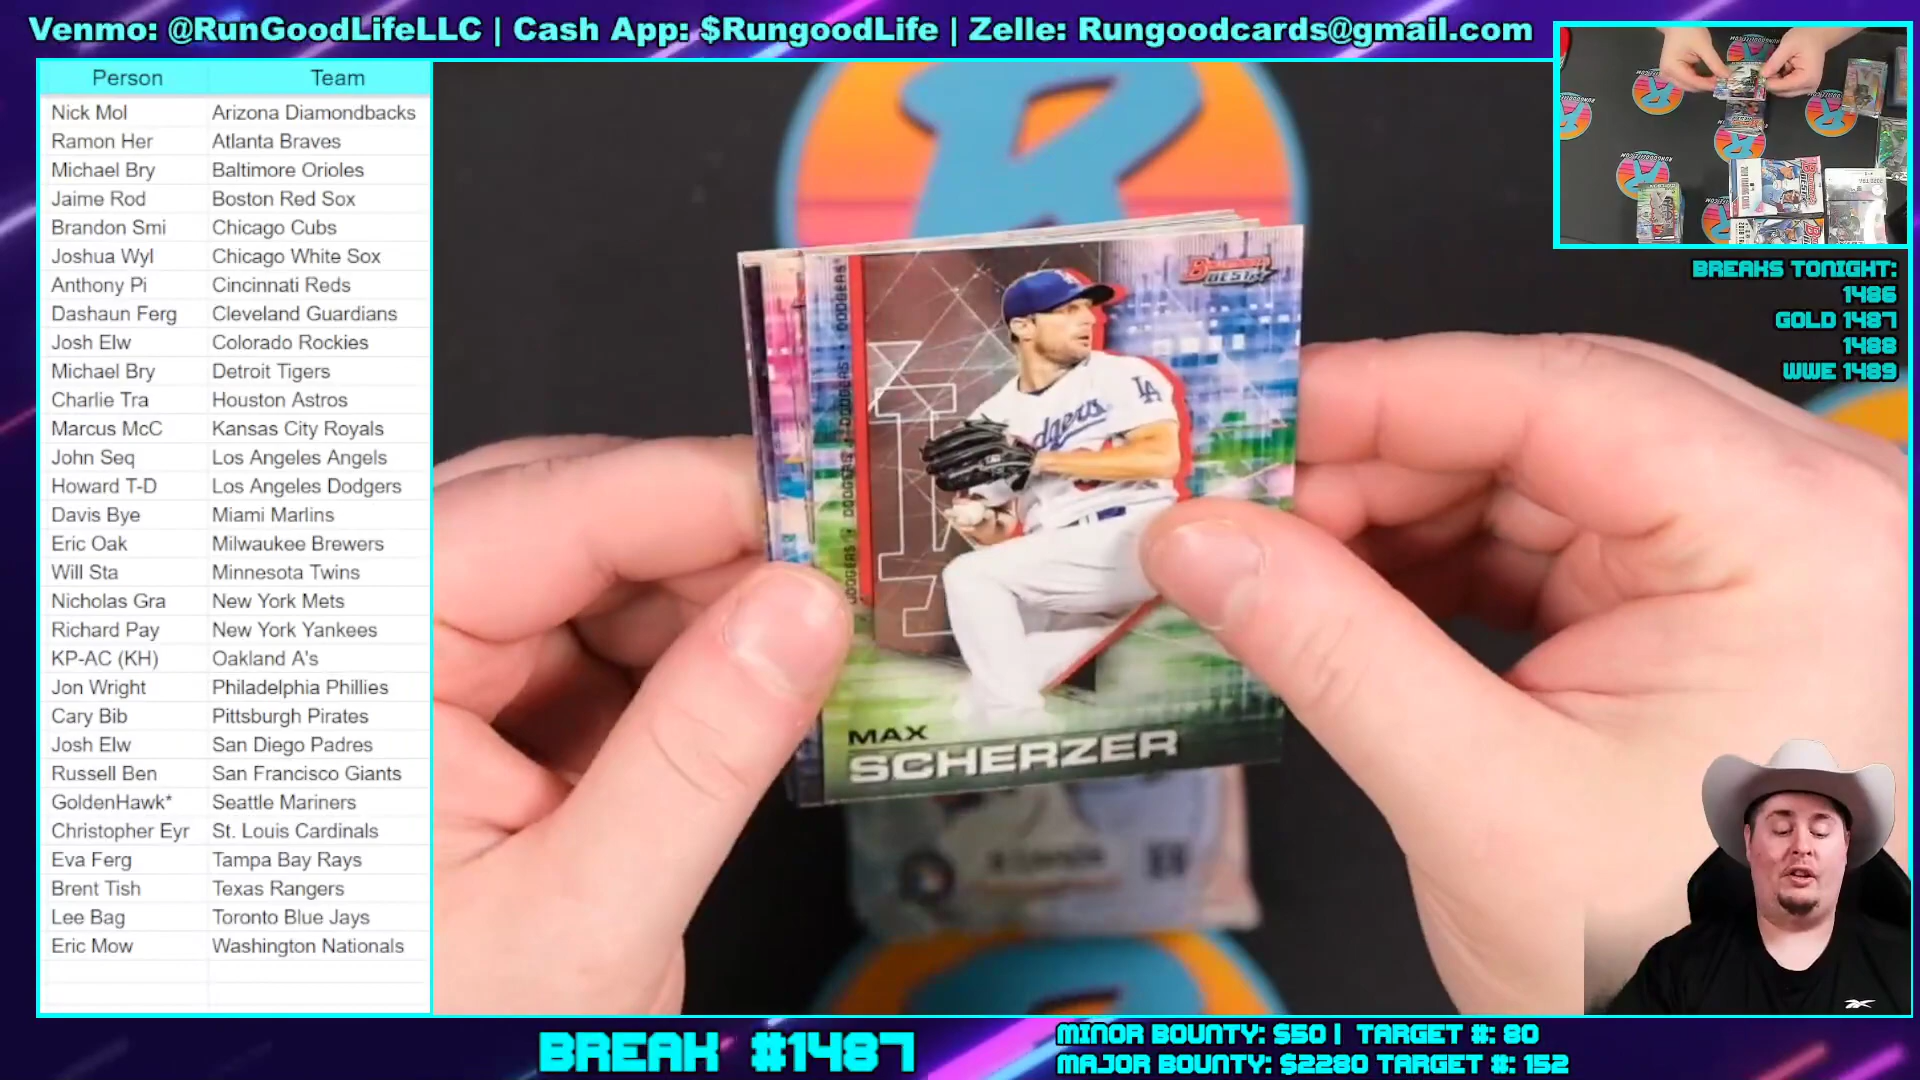 Venmo: @RunGoodLifeLLC | Cash App: $RungoodLife | Zelle: Rungoodcards@gmail.com
Person Team
Nick Mol Arizona Diamondbacks
Ramon Her Atlanta Braves
Michael Bry Baltimore Orioles
Jaime Rod Boston Red Sox
Brandon Smi Chicago Cubs
Joshua Wyl Chicago White Sox
Anthony Pi Cincinnati Reds
Dashaun Ferg Cleveland Guardians
Josh Elw Colorado Rockies
Michael Bry Detroit Tigers
Charlie Tra Houston Astros
Marcus McC Kansas City Royals
John Seq Los Angeles Angels
Howard T-D Los Angeles Dodgers
Davis Bye Miami Marlins
Eric Oak Milwaukee Brewers
Will Sta Minnesota Twins
Nicholas Gra New York Mets
Richard Pay New York Yankees
KP-AC (KH) Oakland A's
Jon Wright Philadelphia Phillies
Cary Bib Pittsburgh Pirates
Josh Elw San Diego Padres
Russell Ben San Francisco Giants
GoldenHawk* Seattle Mariners
Christopher Eyr St. Louis Cardinals
Eva Ferg Tampa Bay Rays
Brent Tish Texas Rangers
Lee Bag Toronto Blue Jays
Eric Mow Washington Nationals
R
Bowman's
BEST
DODGERS • DODGERS • DODGERS • DODGERS
LA
LA
MAX
SCHERZER
BREAKS TONIGHT:
1486
GOLD 1487
1488
WWE 1489
BREAK #1487
MINOR BOUNTY: $50 | TARGET #: 80
MAJOR BOUNTY: $2280 TARGET #: 152